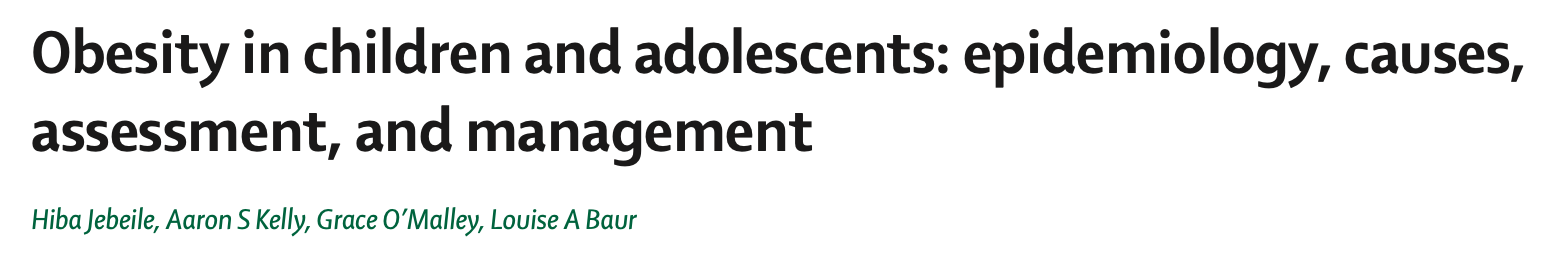 Obesity in children and adolescents: epidemiology, causes,
assessment, and management
Hiba Jebeile, Aaron S Kelly, Grace O’Malley, Louise A Baur